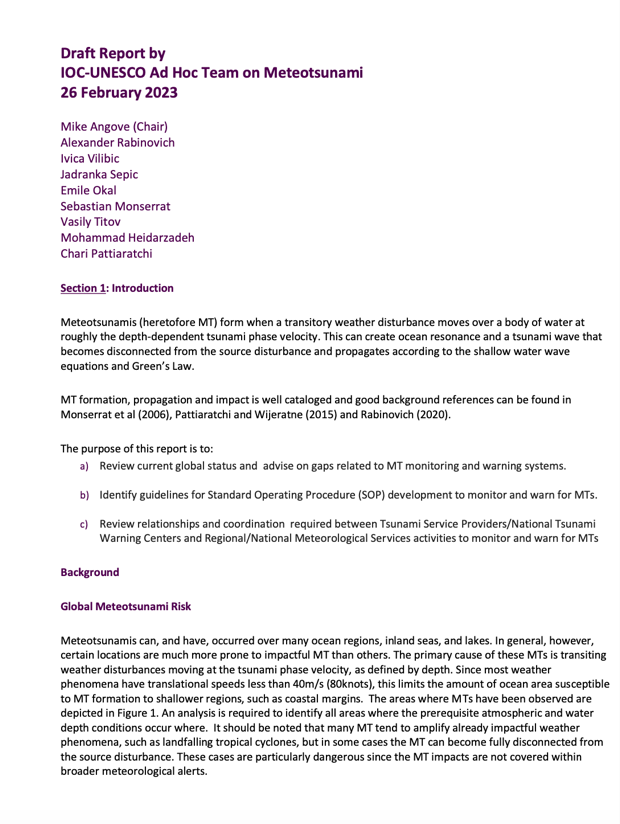 Draft Report by
IOC-UNESCO Ad Hoc Team on Meteotsunami
26 February 2023
Mike Angove (Chair)
Alexander Rabinovich
Ivica Vilibic
Jadranka Sepic
Emile Okal
Sebastian Monserrat
Vasily Titov
Mohammad Heidarzadeh
Chari Pattiaratchi
Section 1: Introduction
Meteotsunamis (heretofore MT) form when a transitory weather disturbance moves over a body of water at
roughly the depth-dependent tsunami phase velocity. This can create ocean resonance and a tsunami wave that
becomes disconnected from the source disturbance and propagates according to the shallow water wave
equations and Green's Law.
MT formation, propagation and impact is well cataloged and good background references can be found in
Monserrat et al (2006), Pattiaratchi and Wijeratne (2015) and Rabinovich (2020).
The purpose of this report is to:
a) Review current global status and advise on gaps related to MT monitoring and warning systems.
b) Identify guidelines for Standard Operating Procedure (SOP) development to monitor and warn for MTs.
c) Review relationships and coordination required between Tsunami Service Providers/National Tsunami
Warning Centers and Regional/National Meteorological Services activities to monitor and warn for MTs
Background
Global Meteotsunami Risk
Meteotsunamis can, and have, occurred over many ocean regions, inland seas, and lakes. In general, however,
certain locations are much more prone to impactful MT than others. The primary cause of these MTs is transiting
weather disturbances moving at the tsunami phase velocity, as defined by depth. Since most weather
phenomena have translational speeds less than 40m/s (80knots), this limits the amount of ocean area susceptible
to MT formation to shallower regions, such as coastal margins. The areas where MTs have been observed are
depicted in Figure 1. An analysis is required to identify all areas where the prerequisite atmospheric and water
depth conditions occur where. It should be noted that many MT tend to amplify already impactful weather
phenomena, such as landfalling tropical cyclones, but in some cases the MT can become fully disconnected from
the source disturbance. These cases are particularly dangerous since the MT impacts are not covered within
broader meteorological alerts.